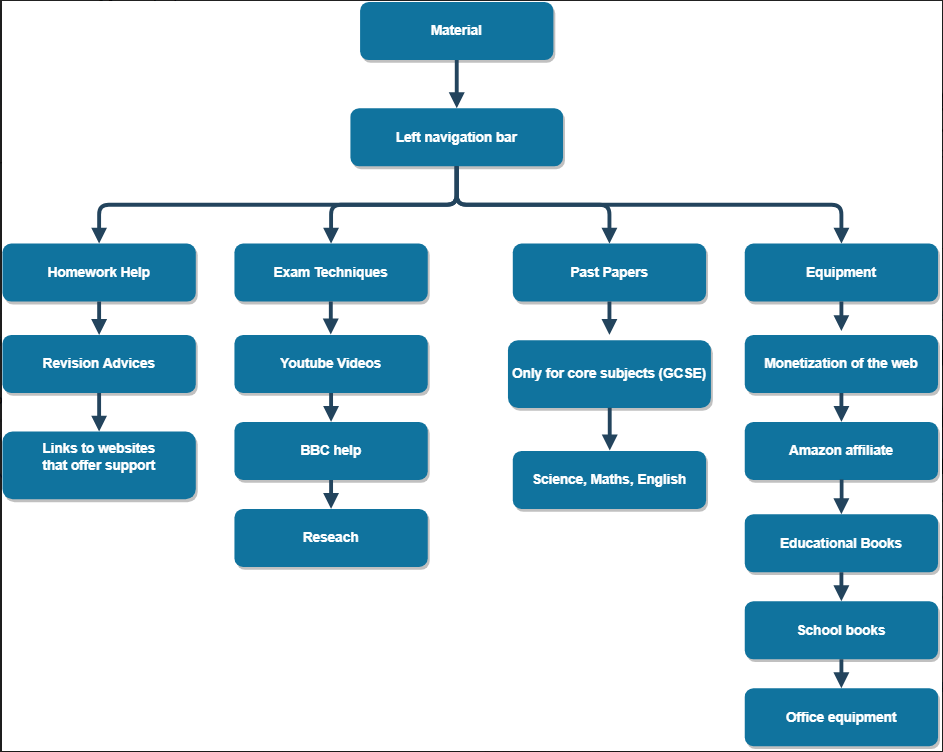 Material
Left navigation bar
Homework Help
Exam Techniques
Past Papers
Equipment
Revision Advices
Youtube Videos
Only for core subjects (GCSE)
Monetization of the web
Links to websites
that offer support
BBC help
Science, Maths, English
Amazon affiliate
Reseach
Educational Books
School books
Office equipment